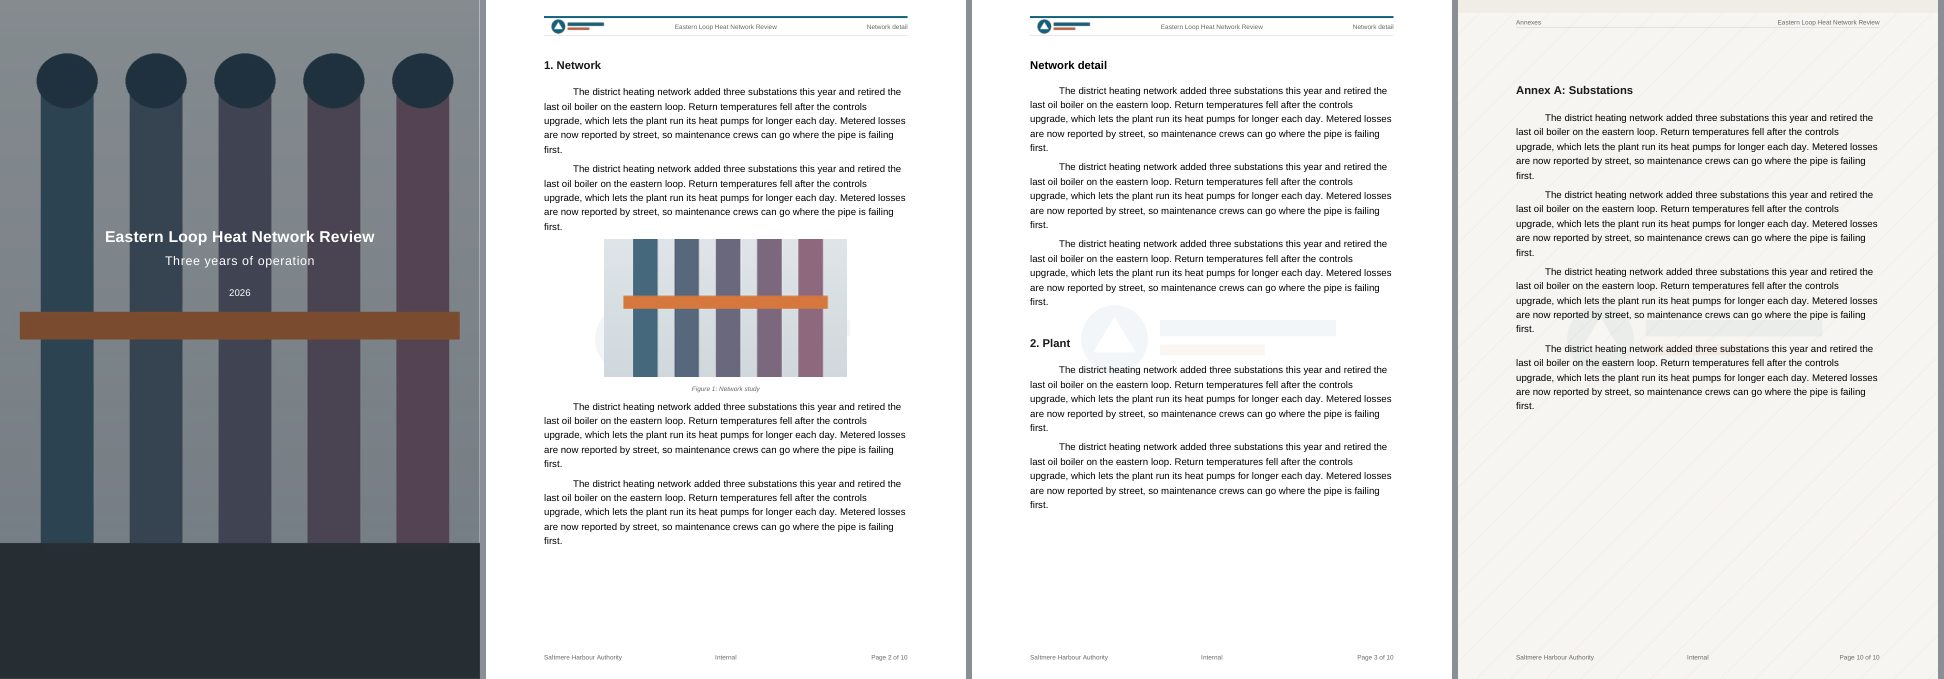 Eastern Loop Heat Network Review
Three years of operation
2026
Eastern Loop Heat Network Review
Network detail
1. Network
The district heating network added three substations this year and retired the
last oil boiler on the eastern loop. Return temperatures fell after the controls
upgrade, which lets the plant run its heat pumps for longer each day. Metered losses
are now reported by street, so maintenance crews can go where the pipe is failing
first.
The district heating network added three substations this year and retired the
last oil boiler on the eastern loop. Return temperatures fell after the controls
upgrade, which lets the plant run its heat pumps for longer each day. Metered losses
are now reported by street, so maintenance crews can go where the pipe is failing
first.
Figure 1: Network study
The district heating network added three substations this year and retired the
last oil boiler on the eastern loop. Return temperatures fell after the controls
upgrade, which lets the plant run its heat pumps for longer each day. Metered losses
are now reported by street, so maintenance crews can go where the pipe is failing
first.
The district heating network added three substations this year and retired the
last oil boiler on the eastern loop. Return temperatures fell after the controls
upgrade, which lets the plant run its heat pumps for longer each day. Metered losses
are now reported by street, so maintenance crews can go where the pipe is failing
first.
Saltmere Harbour Authority
Internal
Page 2 of 10
Eastern Loop Heat Network Review
Network detail
Network detail
The district heating network added three substations this year and retired the
last oil boiler on the eastern loop. Return temperatures fell after the controls
upgrade, which lets the plant run its heat pumps for longer each day. Metered losses
are now reported by street, so maintenance crews can go where the pipe is failing
first.
The district heating network added three substations this year and retired the
last oil boiler on the eastern loop. Return temperatures fell after the controls
upgrade, which lets the plant run its heat pumps for longer each day. Metered losses
are now reported by street, so maintenance crews can go where the pipe is failing
first.
The district heating network added three substations this year and retired the
last oil boiler on the eastern loop. Return temperatures fell after the controls
upgrade, which lets the plant run its heat pumps for longer each day. Metered losses
are now reported by street, so maintenance crews can go where the pipe is failing
first.
2. Plant
The district heating network added three substations this year and retired the
last oil boiler on the eastern loop. Return temperatures fell after the controls
upgrade, which lets the plant run its heat pumps for longer each day. Metered losses
are now reported by street, so maintenance crews can go where the pipe is failing
first.
The district heating network added three substations this year and retired the
last oil boiler on the eastern loop. Return temperatures fell after the controls
upgrade, which lets the plant run its heat pumps for longer each day. Metered losses
are now reported by street, so maintenance crews can go where the pipe is failing
first.
Saltmere Harbour Authority
Internal
Page 3 of 10
Annexes
Eastern Loop Heat Network Review
Annex A: Substations
The district heating network added three substations this year and retired the
last oil boiler on the eastern loop. Return temperatures fell after the controls
upgrade, which lets the plant run its heat pumps for longer each day. Metered losses
are now reported by street, so maintenance crews can go where the pipe is failing
first.
The district heating network added three substations this year and retired the
last oil boiler on the eastern loop. Return temperatures fell after the controls
upgrade, which lets the plant run its heat pumps for longer each day. Metered losses
are now reported by street, so maintenance crews can go where the pipe is failing
first.
The district heating network added three substations this year and retired the
last oil boiler on the eastern loop. Return temperatures fell after the controls
upgrade, which lets the plant run its heat pumps for longer each day. Metered losses
are now reported by street, so maintenance crews can go where the pipe is failing
first.
The district heating network added three substations this year and retired the
last oil boiler on the eastern loop. Return temperatures fell after the controls
upgrade, which lets the plant run its heat pumps for longer each day. Metered losses
are now reported by street, so maintenance crews can go where the pipe is failing
first.
Saltmere Harbour Authority
Internal
Page 10 of 10